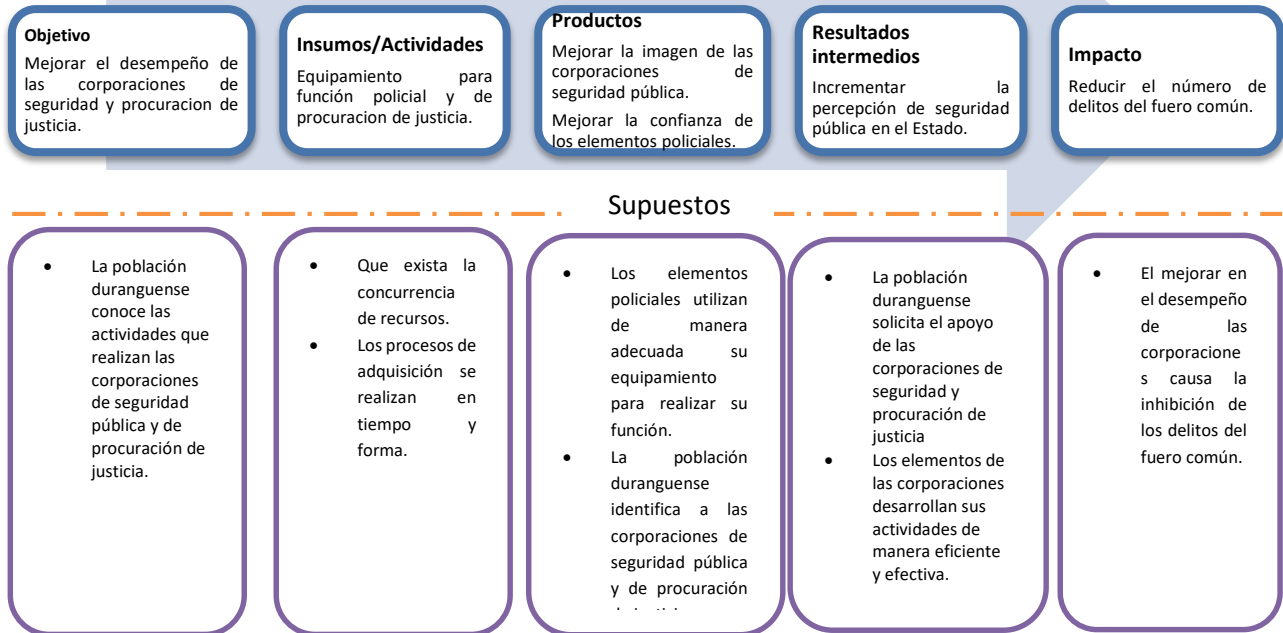 Objetivo
Mejorar el desempeño de
las corporaciones de
seguridad y procuracion de
justicia.
Insumos/Actividades
Equipamiento para
función policial y de
procuracion de justicia.
Productos
Mejorar la imagen de las
corporaciones de
seguridad pública.
Mejorar la confianza de
los elementos policiales.
Resultados
intermedios
Incrementar la
percepción de seguridad
pública en el Estado.
Impacto
Reducir el número de
delitos del fuero común.
Supuestos
• La población
duranguense
conoce las
actividades que
realizan las
corporaciones
de seguridad
pública y de
procuración de
justicia.
• Que exista la
concurrencia
de recursos.
• Los procesos de
adquisición se
realizan en
tiempo y
forma.
• Los elementos
policiales utilizan
de manera
adecuada su
equipamiento
para realizar su
función.
• La población
duranguense
identifica a las
corporaciones de
seguridad pública
y de procuración
• La población
duranguense
solicita el apoyo
de las
corporaciones de
seguridad y
procuración de
justicia
• Los elementos de
las corporaciones
desarrollan sus
actividades de
manera eficiente
y efectiva.
• El mejorar en
el desempeño
de las
corporacione
s causa la
inhibición de
los delitos del
fuero común.